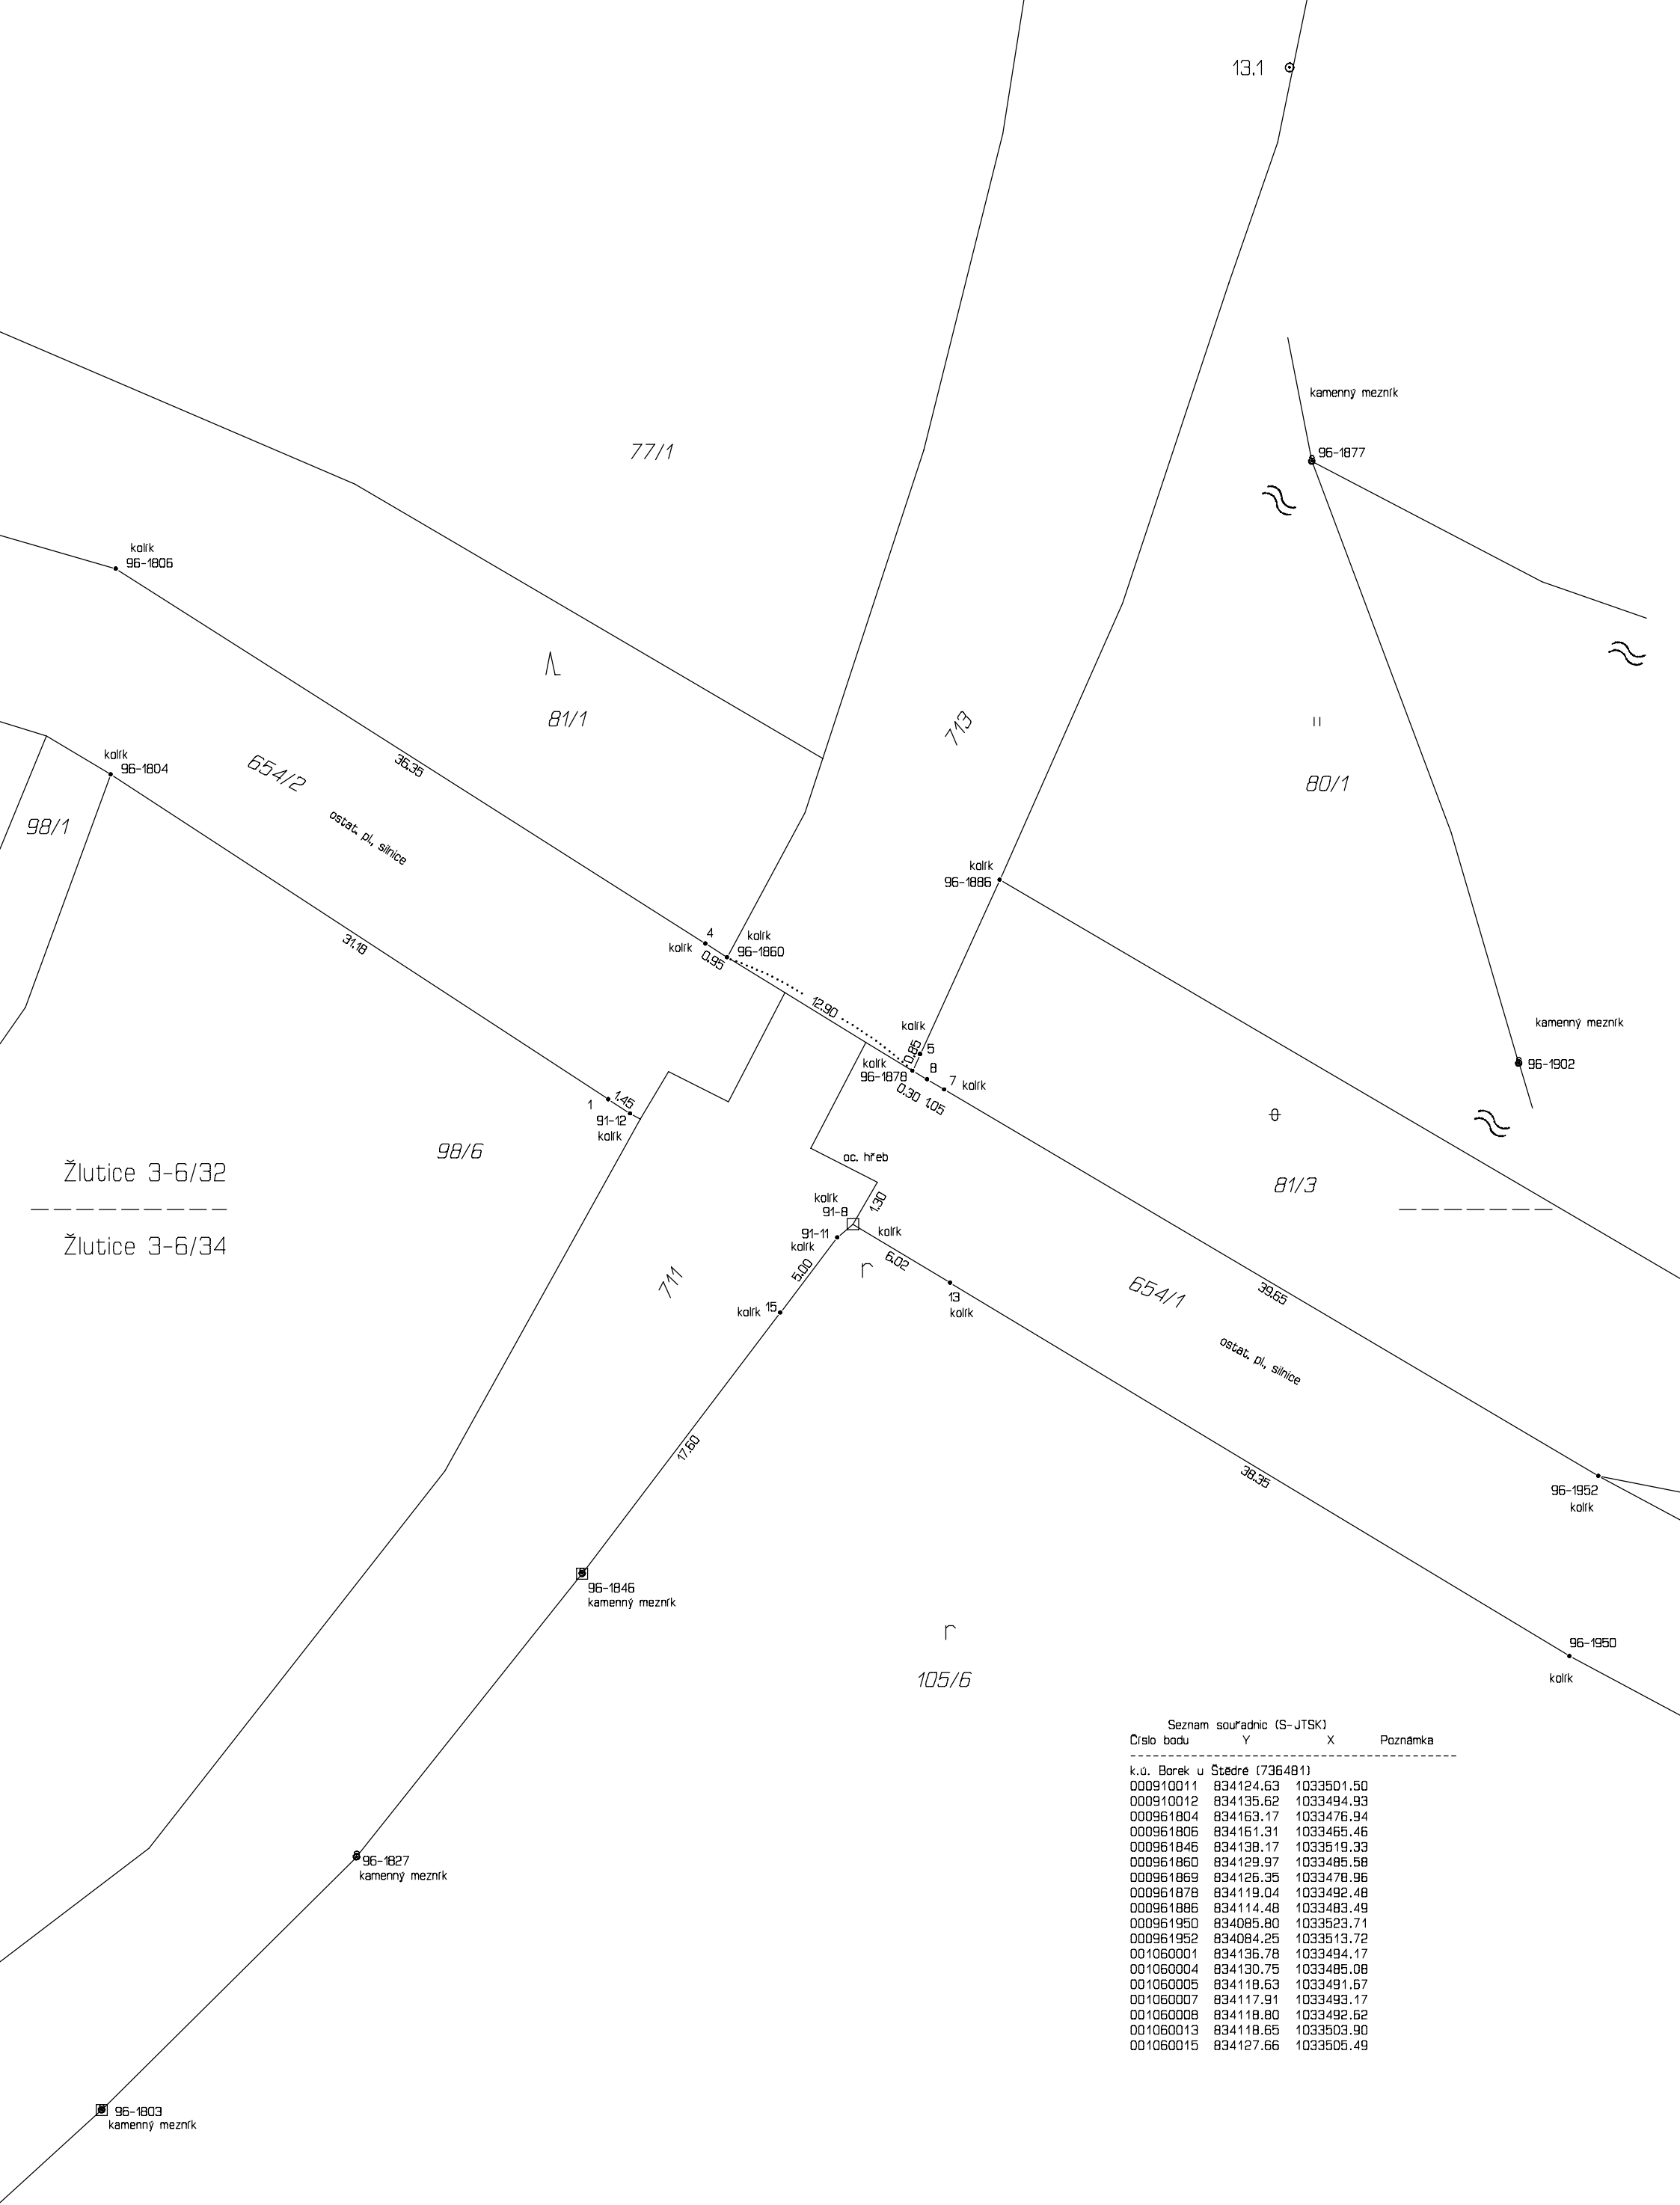 13.1
kamenný mezník
96-1877
77/1
kolík
96-1806
81/1
713
36.35
654/2
ostat. pl., silnice
kolík
96-1804
98/1
80/1
kolík
96-1886
31.18
4
kolík
kolík
96-1860
0.95
12.90
kolík
5
0.85
kolík
96-1878
8
7
kolík
0.30
1.05
kamenný mezník
96-1902
1
1.45
91-12
kolík
98/6
oc. hřeb
Žlutice 3-6/32
Žlutice 3-6/34
81/3
kolík
91-8
1.30
91-11
kolík
kolík
r
6.02
5.00
711
kolík
15
13
kolík
654/1
39.65
ostat. pl., silnice
17.60
38.35
96-1952
kolík
96-1846
kamenný mezník
r
105/6
96-1950
kolík
96-1827
kamenný mezník
96-1803
kamenný mezník
Seznam souřadnic (S-JTSK)
Číslo bodu Y X Poznámka
k.ú. Borek u Štědré (736481)
000910011 834124.63 1033501.50
000910012 834135.62 1033494.93
000961804 834163.17 1033476.94
000961806 834161.31 1033465.46
000961846 834138.17 1033519.33
000961860 834129.97 1033485.58
000961869 834126.35 1033478.96
000961878 834119.04 1033492.48
000961886 834114.48 1033483.49
000961950 834085.80 1033523.71
000961952 834084.25 1033513.72
001060001 834136.78 1033494.17
001060004 834130.75 1033485.08
001060005 834118.63 1033491.67
001060007 834117.91 1033493.17
001060008 834118.80 1033492.62
001060013 834118.65 1033503.90
001060015 834127.66 1033505.49